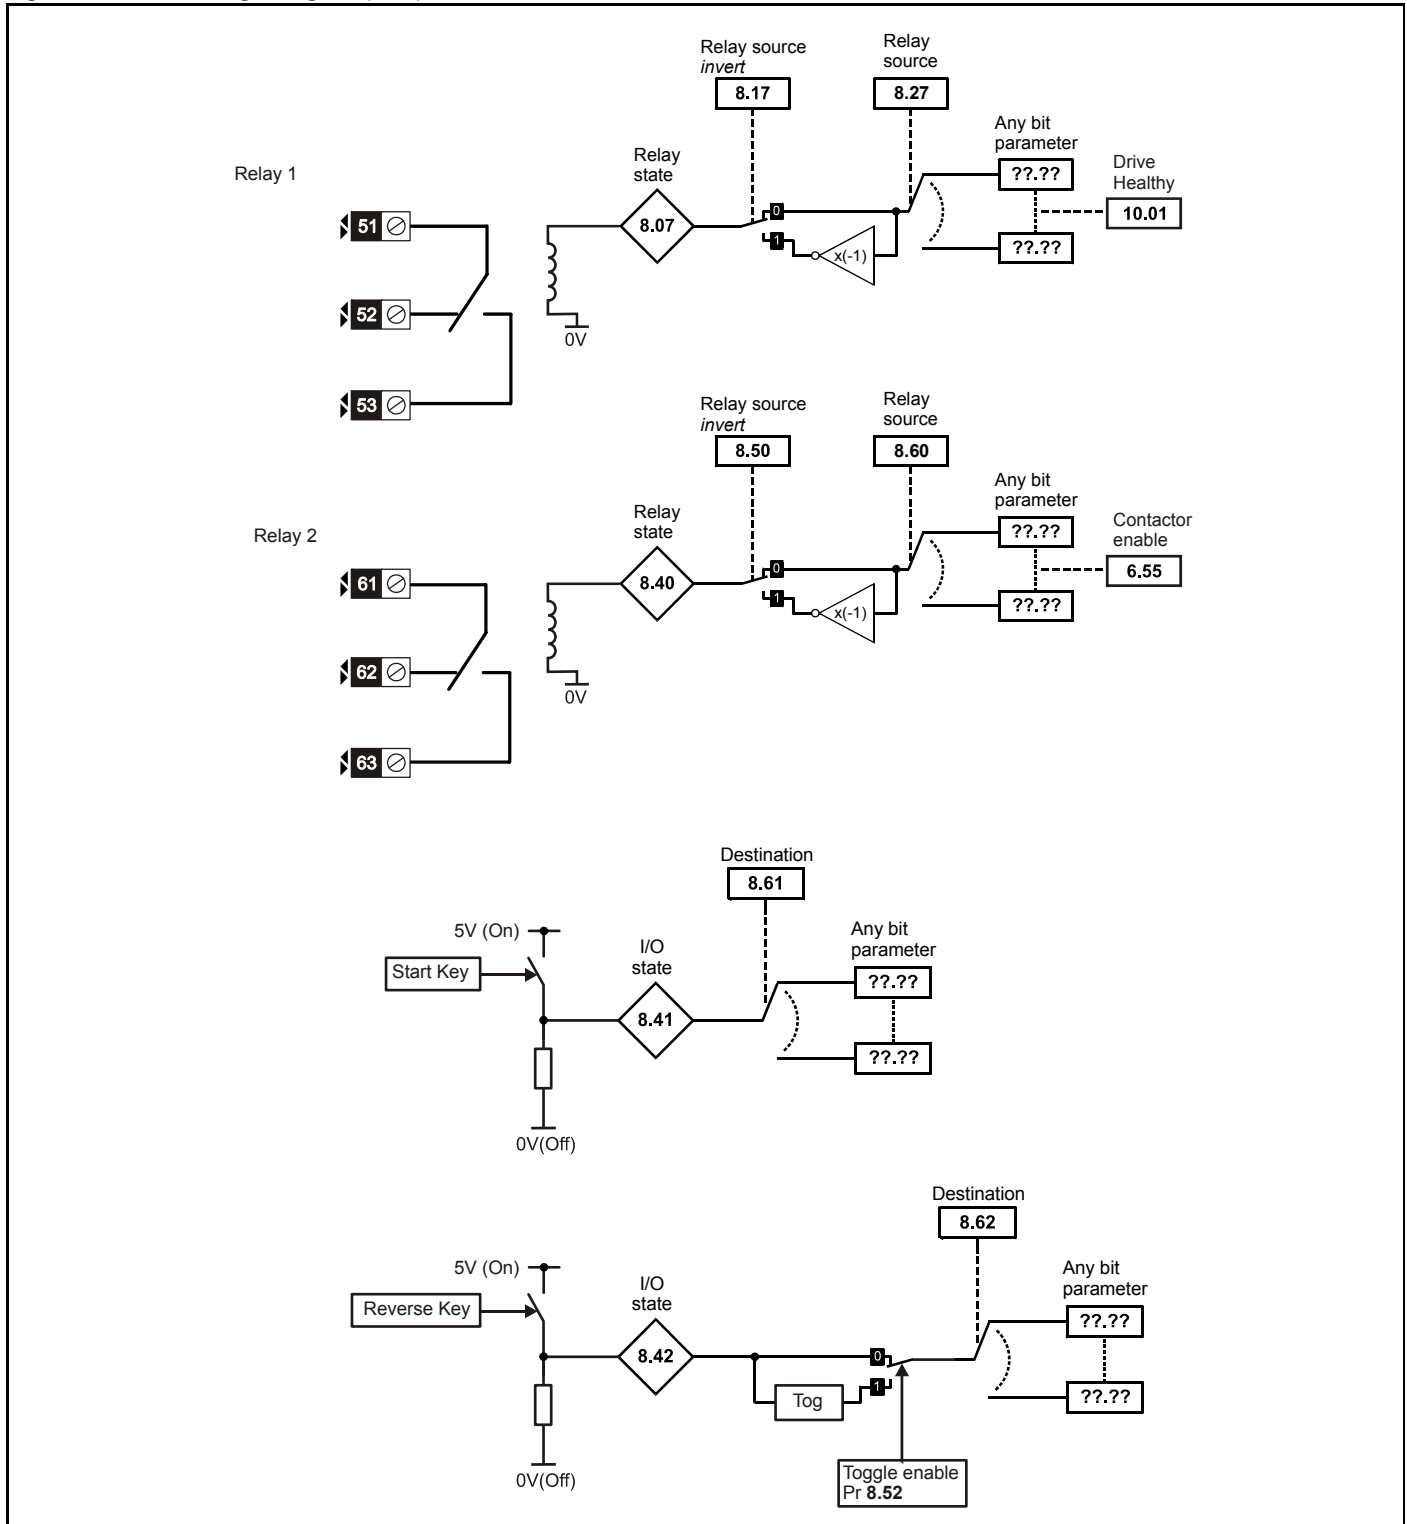 Relay source
invert
8.17
Relay
source
8.27
Any bit
parameter
??.??
??.??
Drive
Healthy
10.01
Relay 1
Relay
state
8.07
0
1
x(-1)
51
52
53
0V
Relay source
invert
8.50
Relay
source
8.60
Any bit
parameter
??.??
??.??
Contactor
enable
6.55
Relay 2
Relay
state
8.40
0
1
x(-1)
61
62
63
0V
Destination
8.61
5V (On)
Start Key
I/O
state
8.41
Any bit
parameter
??.??
??.??
0V(Off)
Destination
8.62
5V (On)
Reverse Key
I/O
state
8.42
0
1
Tog
Any bit
parameter
??.??
??.??
0V(Off)
Toggle enable
Pr 8.52